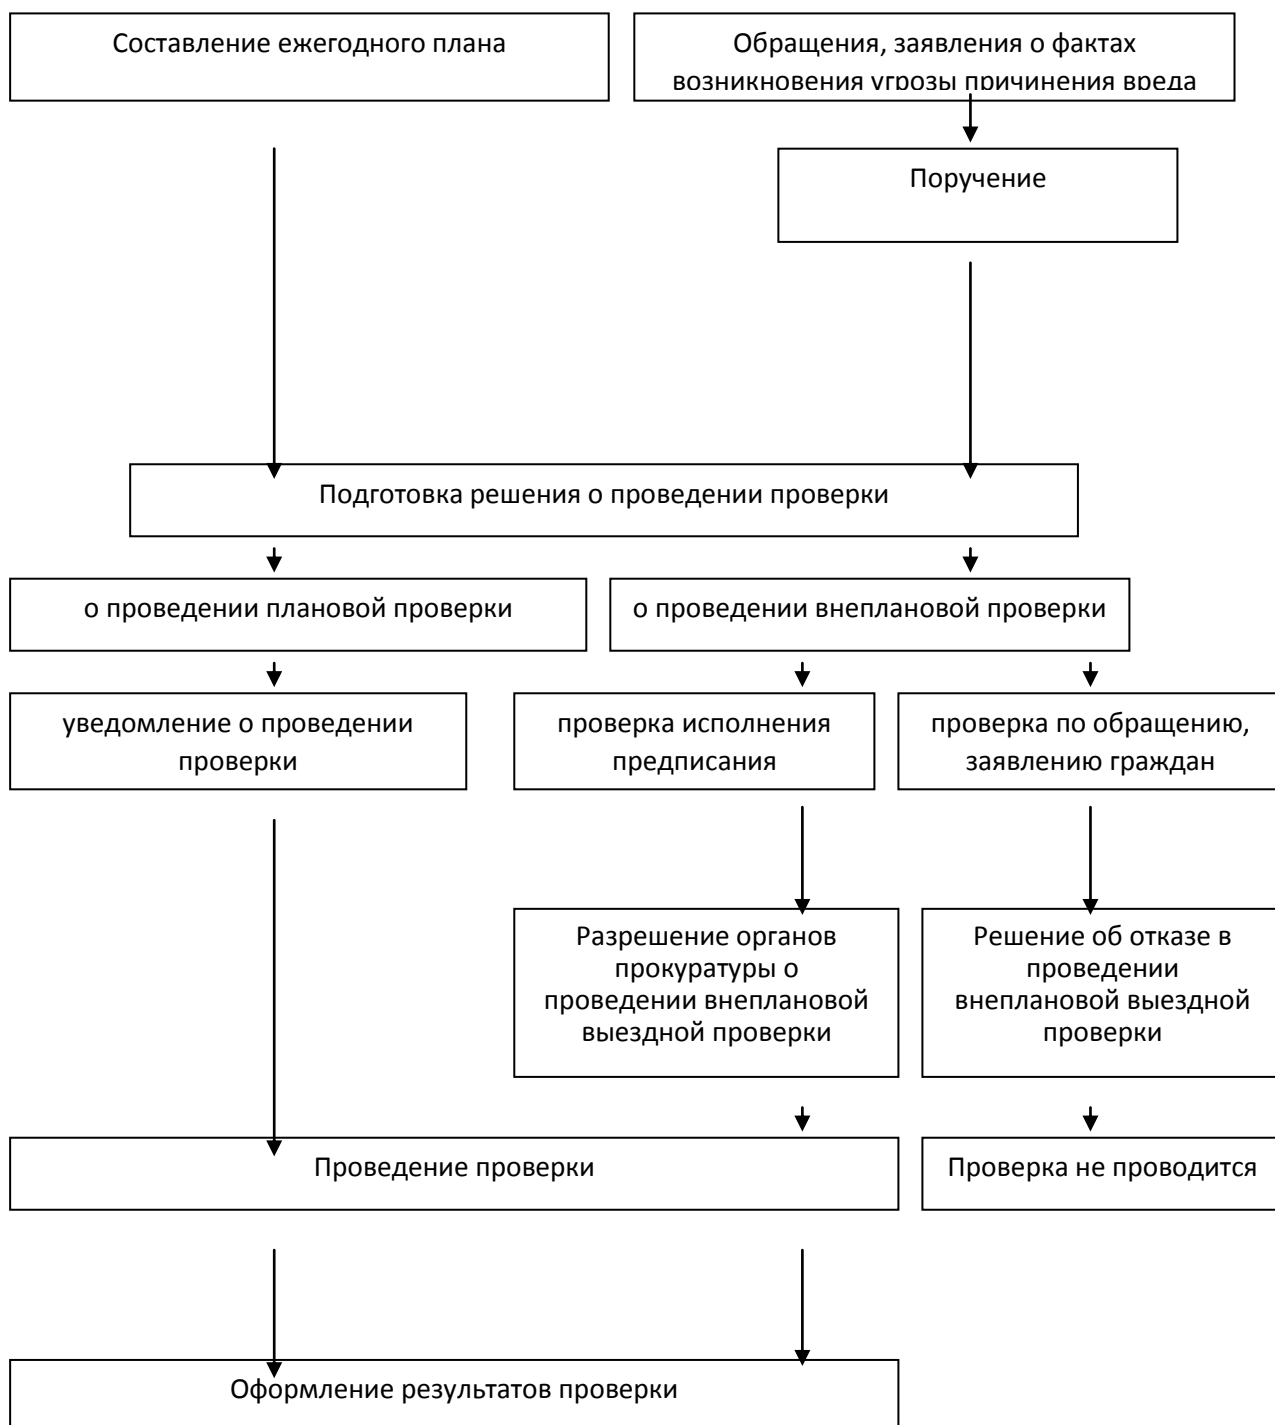 Составление ежегодного плана
Обращения, заявления о фактах
возникновения угрозы причинения вреда
Поручение
Подготовка решения о проведении проверки
о проведении плановой проверки
о проведении внеплановой проверки
уведомление о проведении
проверки
проверка исполнения
предписания
проверка по обращению,
заявлению граждан
Разрешение органов
прокуратуры о
проведении внеплановой
выездной проверки
Решение об отказе в
проведении
внеплановой выездной
проверки
Проведение проверки
Проверка не проводится
Оформление результатов проверки